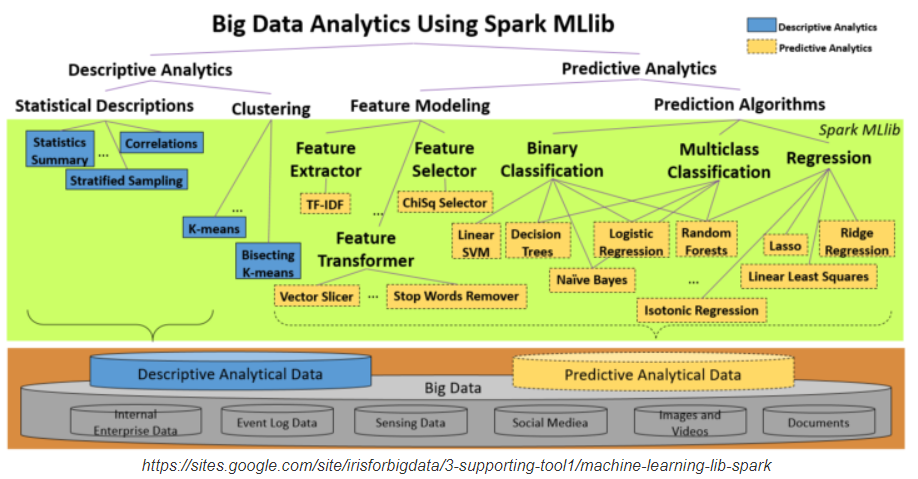 Big Data Analytics Using Spark MLlib
Descriptive Analytics
Predictive Analytics
Descriptive Analytics
Predictive Analytics
Statistical Descriptions
Clustering
Feature Modeling
Prediction Algorithms
Spark MLlib
Statistics
Summary
...
Correlations
Stratified Sampling
...
K-means
Bisecting
K-means
Feature
Extractor
TF-IDF
...
Feature
Selector
ChiSq Selector
Feature
Transformer
Vector Slicer
...
Stop Words Remover
Binary
Classification
Multiclass
Classification
Regression
Linear
SVM
Decision
Trees
Naïve Bayes
Logistic
Regression
Random
Forests
Lasso
Ridge
Regression
Linear Least Squares
...
Isotonic Regression
Descriptive Analytical Data
Predictive Analytical Data
Big Data
Internal
Enterprise Data
Event Log Data
Sensing Data
Social Mediea
Images and
Videos
Documents
https://sites.google.com/site/irisforbigdata/3-supporting-tool1/machine-learning-lib-spark